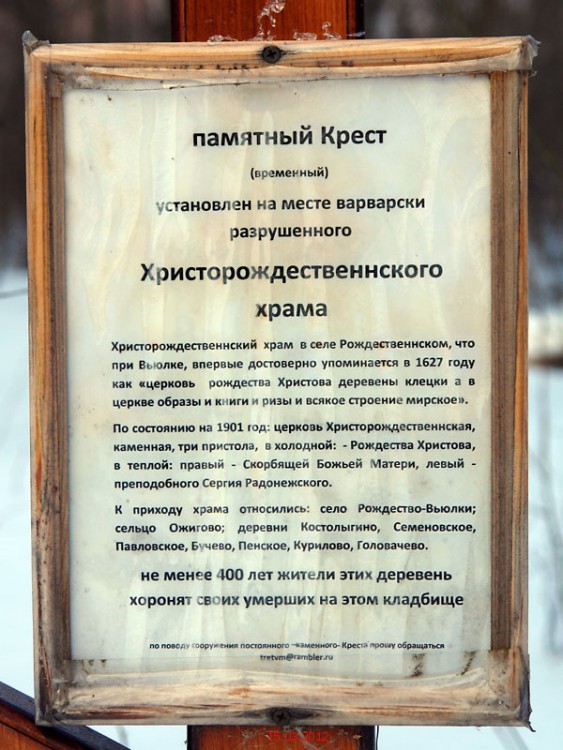 памятный Крест
(временный)
установлен на месте варварски
разрушенного
Христорождественнского
храма
Христорождественнский храм в селе Рождественнском, что
при Вьюлке, впервые достоверно упоминается в 1627 году
как «церковь рождества Христова деревены клецки а в
церкве образы и книги и ризы и всякое строение мирское».
По состоянию на 1901 год: церковь Христорождественнская,
каменная, три пристола, в холодной: - Рождества Христова,
в теплой: правый - Скорбящей Божьей Матери, левый -
преподобного Сергия Радонежского.
К приходу храма относились: село Рождество-Вьюлки;
сельцо Ожигово; деревни Костолыгино, Семеновское,
Павловское, Бучево, Пенское, Курилово, Головачево.
не менее 400 лет жители этих деревень
хоронят своих умерших на этом кладбище
по поводу сооружения постоянного -каменного- Креста прошу обращаться
tretvm@rambler.ru